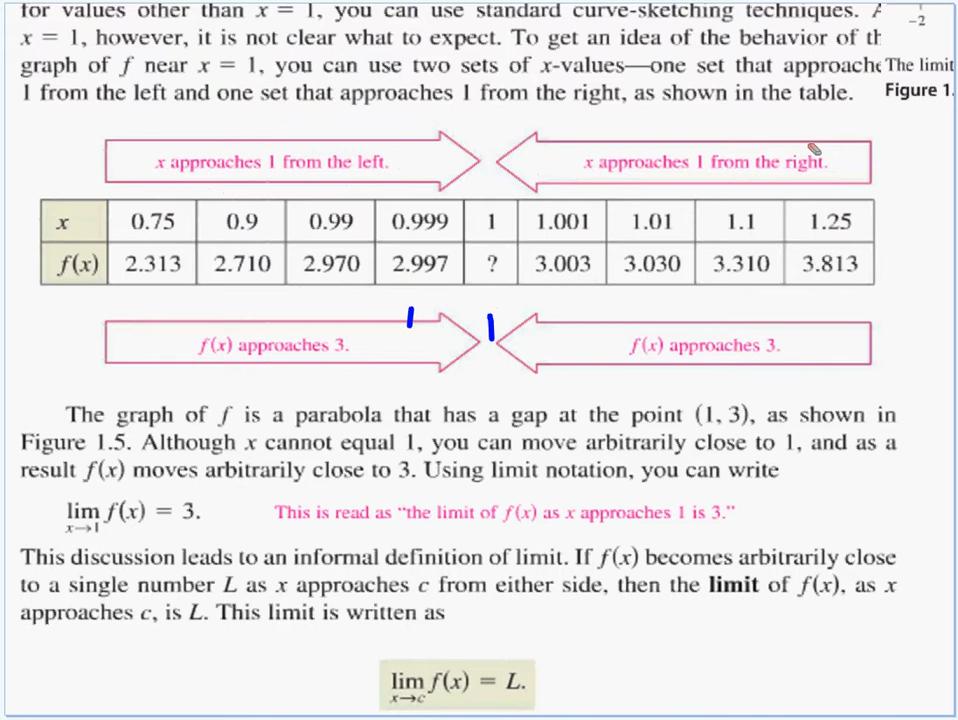 for values other than x = 1, you can use standard curve-sketching techniques.
x = 1, however, it is not clear what to expect. To get an idea of the behavior of
graph of f near x = 1, you can use two sets of x-values—one set that
1 from the left and one set that approaches 1 from the right, as shown in the table.
-2
The limit
Figure 1.
x approaches 1 from the left.
x approaches 1 from the right.
x 0.75 0.9 0.99 0.999 1 1.001 1.01 1.1 1.25
f(x) 2.313 2.710 2.970 2.997 ? 3.003 3.030 3.310 3.813
f(x) approaches 3.
f(x) approaches 3.
The graph of f is a parabola that has a gap at the point (1, 3), as shown in
Figure 1.5. Although x cannot equal 1, you can move arbitrarily close to 1, and as a
result f(x) moves arbitrarily close to 3. Using limit notation, you can write
lim f(x) = 3.
x→1
This is read as “the limit of f(x) as x approaches 1 is 3.”
This discussion leads to an informal definition of limit. If f(x) becomes arbitrarily close
to a single number L as x approaches c from either side, then the limit of f(x), as x
approaches c, is L. This limit is written as
lim f(x) = L.
x→c